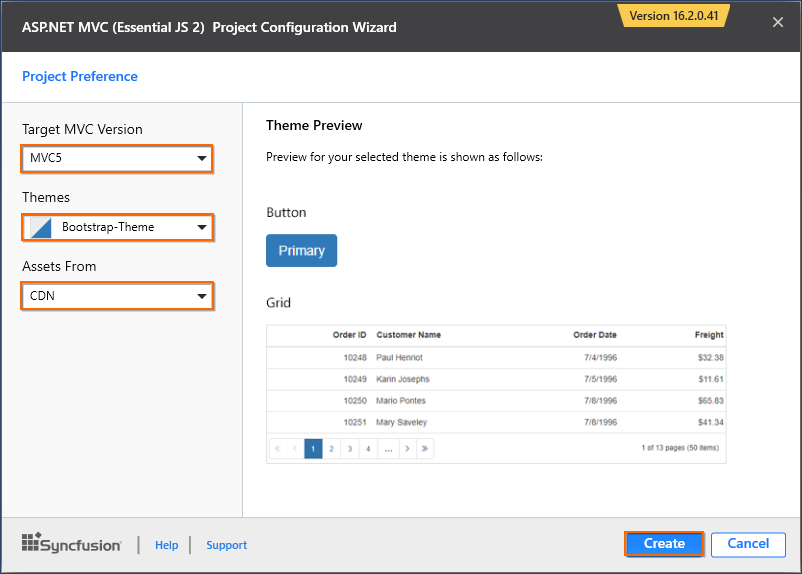 Version 16.2.0.41
ASP.NET MVC (Essential JS 2) Project Configuration Wizard
Project Preference
Target MVC Version
MVC5
Themes
Bootstrap-Theme
Assets From
CDN
Theme Preview
Preview for your selected theme is shown as follows:
Button
Primary
Grid
Order ID Customer Name Order Date Freight
10248 Paul Henriot 7/4/1996 $32.38
10249 Karin Josephs 7/5/1996 $11.61
10250 Mario Pontes 7/8/1996 $65.83
10251 Mary Saveley 7/8/1996 $41.34
1 2 3 4 ... 1 of 13 pages (50 items)
Syncfusion Help Support Create Cancel